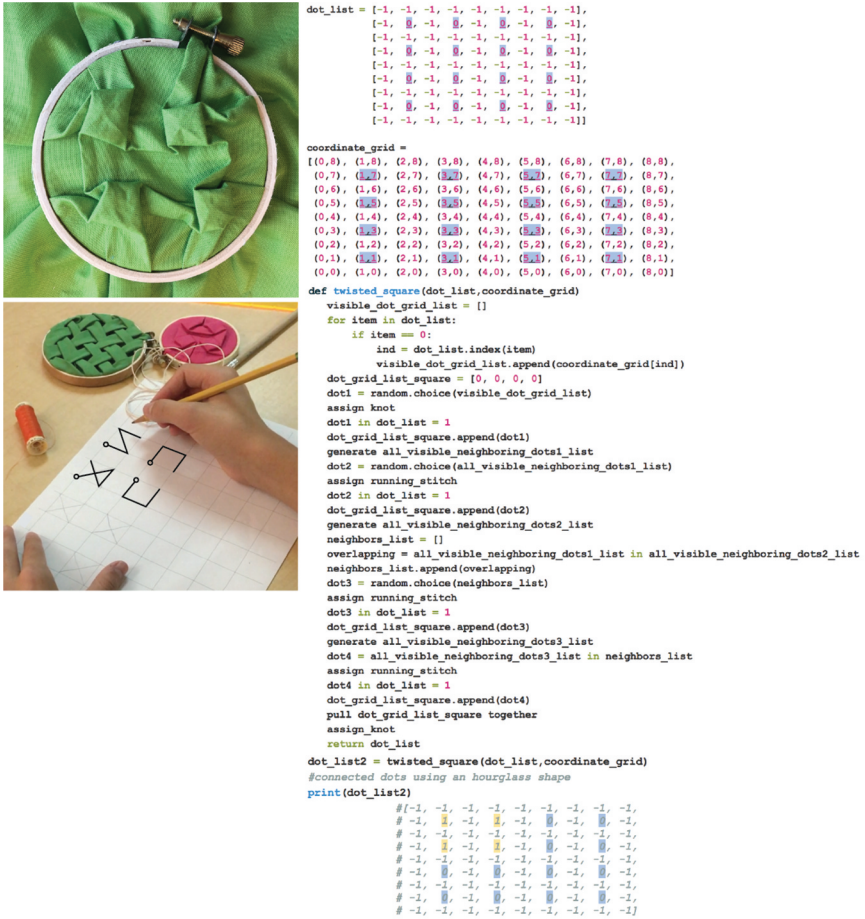 dot_list = [-1, -1, -1, -1, -1, -1, -1, -1, -1],
[-1, 0, -1, 0, -1, 0, -1, 0, -1],
[-1, -1, -1, -1, -1, -1, -1, -1, -1],
[-1, 0, -1, 0, -1, 0, -1, 0, -1],
[-1, -1, -1, -1, -1, -1, -1, -1, -1],
[-1, 0, -1, 0, -1, 0, -1, 0, -1],
[-1, -1, -1, -1, -1, -1, -1, -1, -1],
[-1, 0, -1, 0, -1, 0, -1, 0, -1],
[-1, -1, -1, -1, -1, -1, -1, -1, -1]]
coordinate_grid =
[(0,8), (1,8), (2,8), (3,8), (4,8), (5,8), (6,8), (7,8), (8,8),
(0,7), (1,7), (2,7), (3,7), (4,7), (5,7), (6,7), (7,7), (8,7),
(0,6), (1,6), (2,6), (3,6), (4,6), (5,6), (6,6), (7,6), (8,6),
(0,5), (1,5), (2,5), (3,5), (4,5), (5,5), (6,5), (7,5), (8,5),
(0,4), (1,4), (2,4), (3,4), (4,4), (5,4), (6,4), (7,4), (8,4),
(0,3), (1,3), (2,3), (3,3), (4,3), (5,3), (6,3), (7,3), (8,3),
(0,2), (1,2), (2,2), (3,2), (4,2), (5,2), (6,2), (7,2), (8,2),
(0,1), (1,1), (2,1), (3,1), (4,1), (5,1), (6,1), (7,1), (8,1),
(0,0), (1,0), (2,0), (3,0), (4,0), (5,0), (6,0), (7,0), (8,0)]
def twisted_square(dot_list,coordinate_grid)
visible_dot_grid_list = []
for item in dot_list:
if item == 0:
ind = dot_list.index(item)
visible_dot_grid_list.append(coordinate_grid[ind])
dot_grid_list_square = [0, 0, 0, 0]
dot1 = random.choice(visible_dot_grid_list)
assign knot
dot1 in dot_list = 1
dot_grid_list_square.append(dot1)
generate all_visible_neighboring_dots1_list
dot2 = random.choice(all_visible_neighboring_dots1_list)
assign running_stitch
dot2 in dot_list = 1
dot_grid_list_square.append(dot2)
generate all_visible_neighboring_dots2_list
neighbors_list = []
overlapping = all_visible_neighboring_dots1_list in all_visible_neighboring_dots2_list
neighbors_list.append(overlapping)
dot3 = random.choice(neighbors_list)
assign running_stitch
dot3 in dot_list = 1
dot_grid_list_square.append(dot3)
generate all_visible_neighboring_dots3_list
dot4 = all_visible_neighboring_dots3_list in neighbors_list
assign running_stitch
dot4 in dot_list = 1
dot_grid_list_square.append(dot4)
pull dot_grid_list_square together
assign_knot
return dot_list
dot_list2 = twisted_square(dot_list,coordinate_grid)
#connected dots using an hourglass shape
print(dot_list2)
#[-1, -1, -1, -1, -1, -1, -1, -1, -1,
# -1, 1, -1, 1, -1, 0, -1, 0, -1,
# -1, -1, -1, -1, -1, -1, -1, -1, -1,
# -1, 1, -1, 1, -1, 0, -1, 0, -1,
# -1, -1, -1, -1, -1, -1, -1, -1, -1,
# -1, 0, -1, 0, -1, 0, -1, 0, -1,
# -1, -1, -1, -1, -1, -1, -1, -1, -1,
# -1, 0, -1, 0, -1, 0, -1, 0, -1,
# -1, -1, -1, -1, -1, -1, -1, -1, -1]